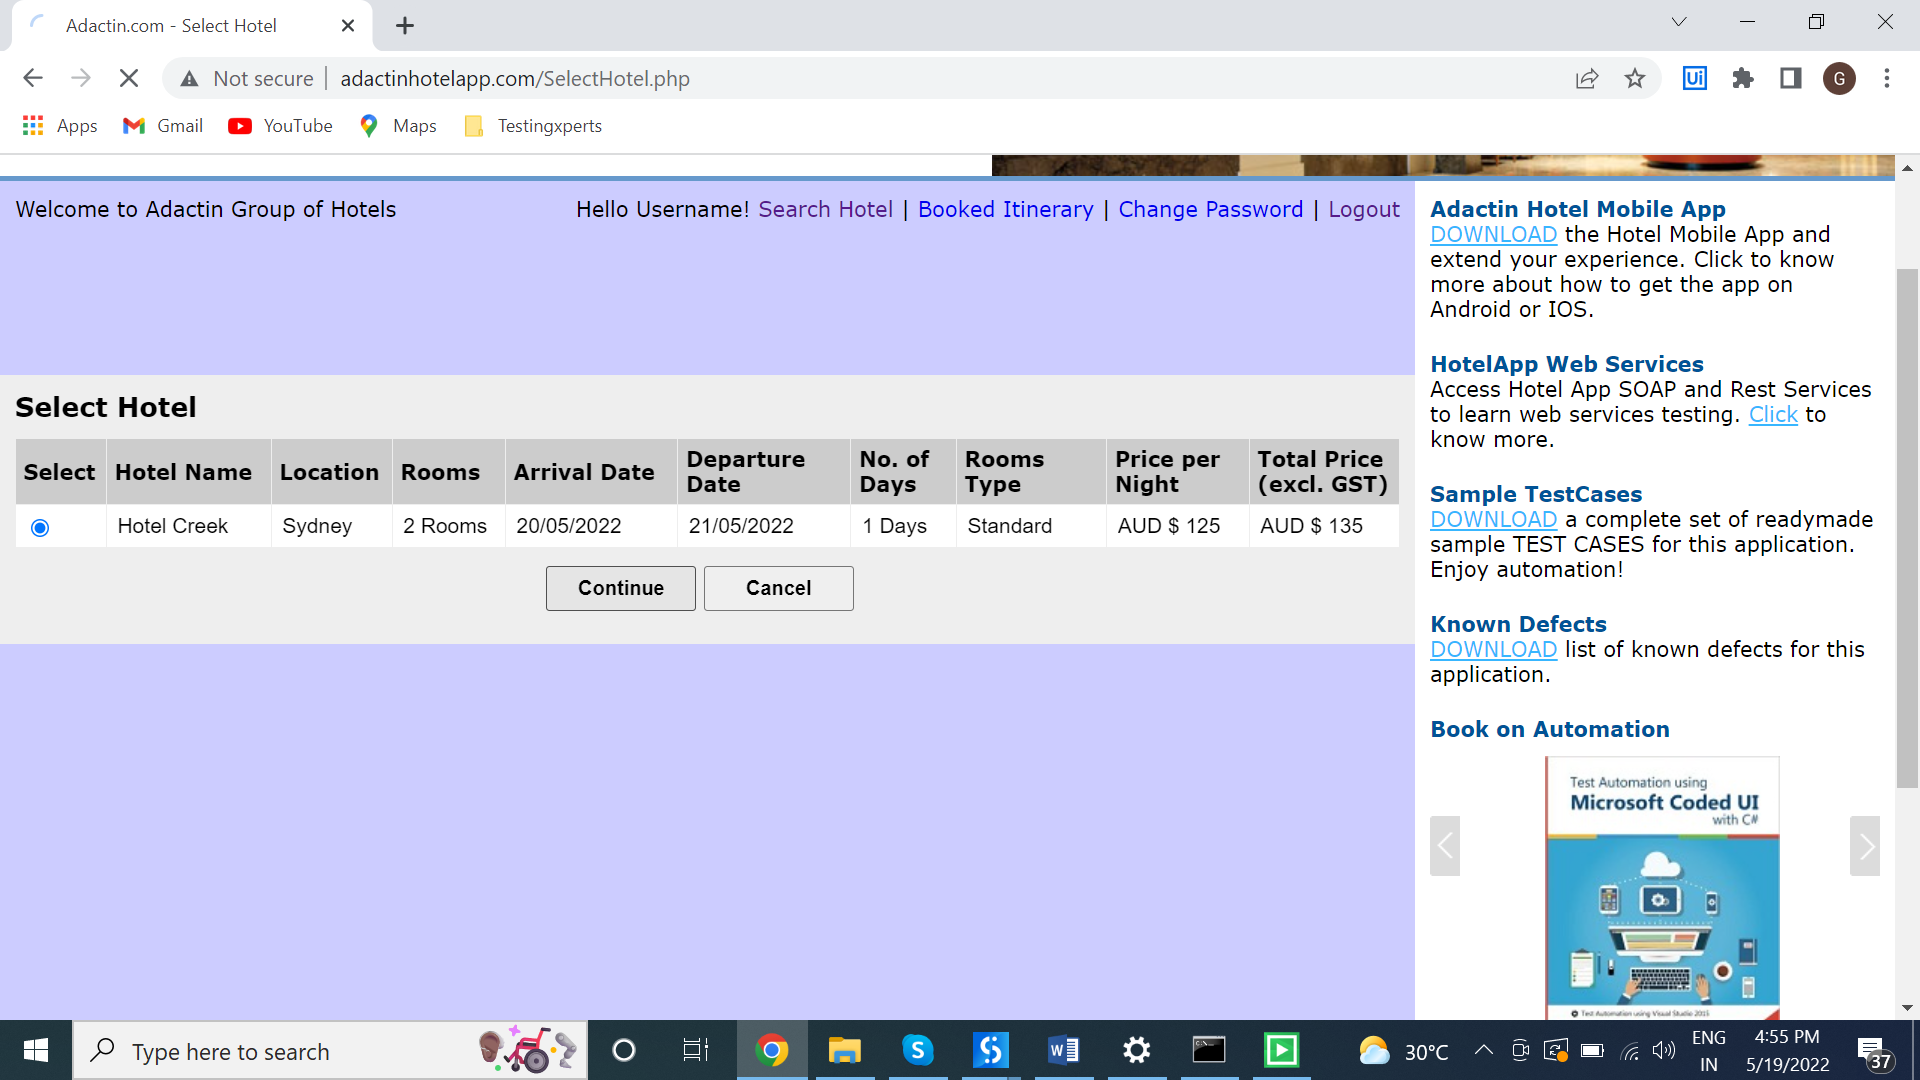 Adactin.com - Select Hotel
Not secure
adactinhotelapp.com/SelectHotel.php
Ui
G
Apps
Gmail
YouTube
Maps
Testingxperts
Welcome to Adactin Group of Hotels
Hello Username! Search Hotel | Booked Itinerary | Change Password | Logout
Select Hotel
Select Hotel Name Location Rooms Arrival Date Departure Date No. of Days Rooms Type Price per Night Total Price (excl. GST)
Hotel Creek Sydney 2 Rooms 20/05/2022 21/05/2022 1 Days Standard AUD $ 125 AUD $ 135
Continue Cancel
Adactin Hotel Mobile App
DOWNLOAD the Hotel Mobile App and
extend your experience. Click to know
more about how to get the app on
Android or IOS.
HotelApp Web Services
Access Hotel App SOAP and Rest Services
to learn web services testing. Click to
know more.
Sample TestCases
DOWNLOAD a complete set of readymade
sample TEST CASES for this application.
Enjoy automation!
Known Defects
DOWNLOAD list of known defects for this
application.
Book on Automation
Test Automation using
Microsoft Coded UI
with C#
Test Automation using Visual Studio 2015
Type here to search
30°C
ENG
IN
4:55 PM
5/19/2022
37